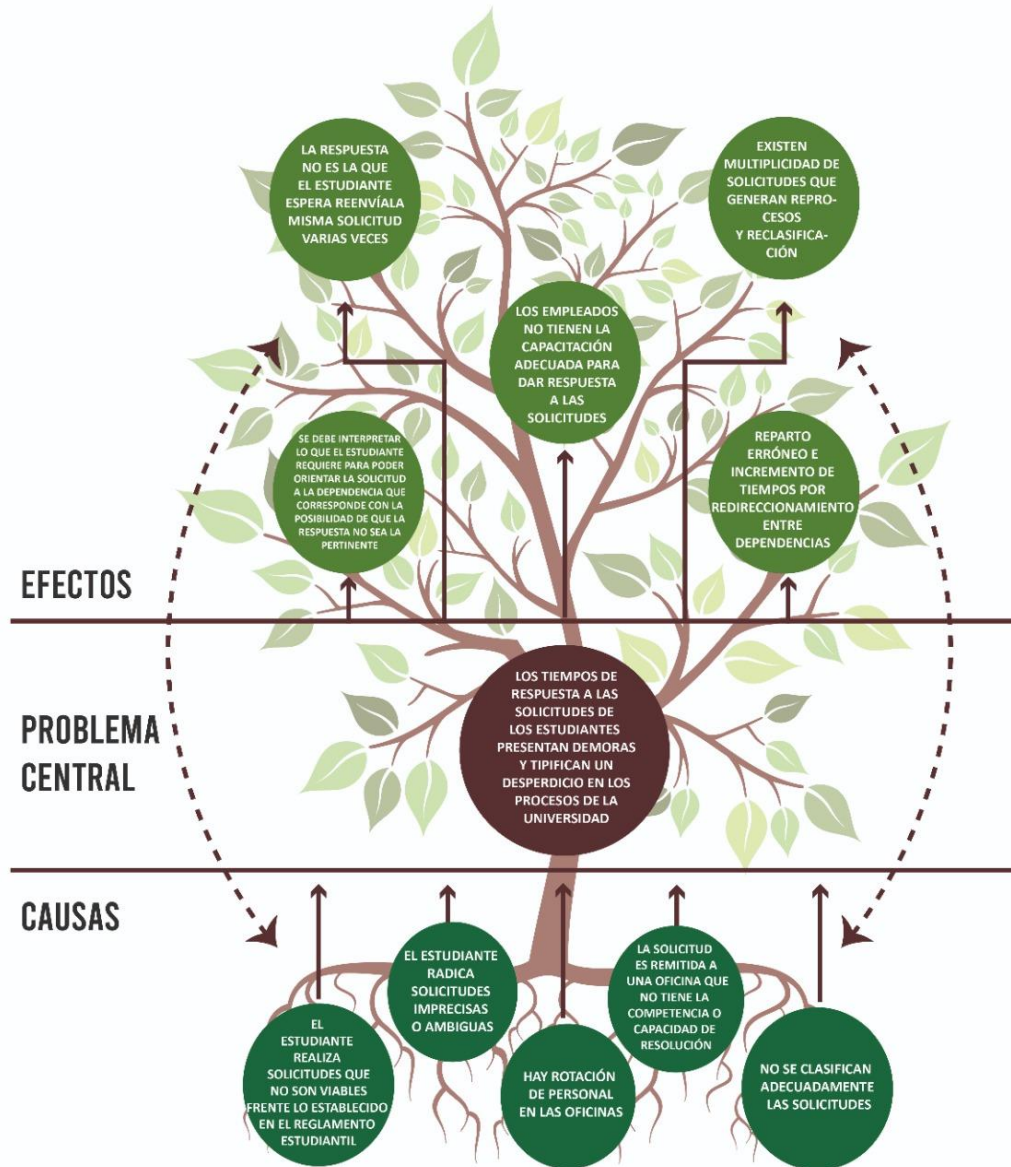 LA RESPUESTA
NO ES LA QUE
EL ESTUDIANTE
ESPERA REENVÍALA
MISMA SOLICITUD
VARIAS VECES
EXISTEN
MULTIPLICIDAD DE
SOLICITUDES QUE
GENERAN REPRO-
CESOS
Y RECLASIFICA-
CIÓN
LOS EMPLEADOS
NO TIENEN LA
CAPACITACIÓN
ADECUADA PARA
DAR RESPUESTA
A LAS
SOLICITUDES
SE DEBE INTERPRETAR
LO QUE EL ESTUDIANTE
REQUIERE PARA PODER
ORIENTAR LA SOLICITUD
A LA DEPENDENCIA QUE
CORRESPONDE CON LA
POSIBILIDAD DE QUE LA
RESPUESTA NO SEA LA
PERTINENTE
REPARTO
ERRÓNEO E
INCREMENTO DE
TIEMPOS POR
REDIRECCIONAMIENTO
ENTRE
DEPENDENCIAS
EFECTOS
PROBLEMA
CENTRAL
LOS TIEMPOS DE
RESPUESTA A LAS
SOLICITUDES DE
LOS ESTUDIANTES
PRESENTAN DEMORAS
Y TIPIFICAN UN
DESPERDICIO EN LOS
PROCESOS DE LA
UNIVERSIDAD
CAUSAS
EL
ESTUDIANTE
REALIZA
SOLICITUDES QUE
NO SON VIABLES
FRENTE LO ESTABLECIDO
EN EL REGLAMENTO
ESTUDIANTIL
EL ESTUDIANTE
RADICA
SOLICITUDES
IMPRECISAS
O AMBIGUAS
HAY ROTACIÓN
DE PERSONAL
EN LAS OFICINAS
LA SOLICITUD
ES REMITIDA A
UNA OFICINA QUE
NO TIENE LA
COMPETENCIA O
CAPACIDAD DE
RESOLUCIÓN
NO SE CLASIFICAN
ADECUADAMENTE
LAS SOLICITUDES